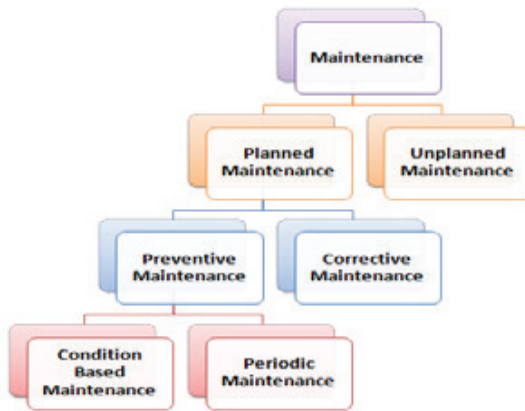 Maintenance
Planned
Maintenance
Unplanned
Maintenance
Preventive
Maintenance
Corrective
Maintenance
Condition
Based
Maintenance
Periodic
Maintenance